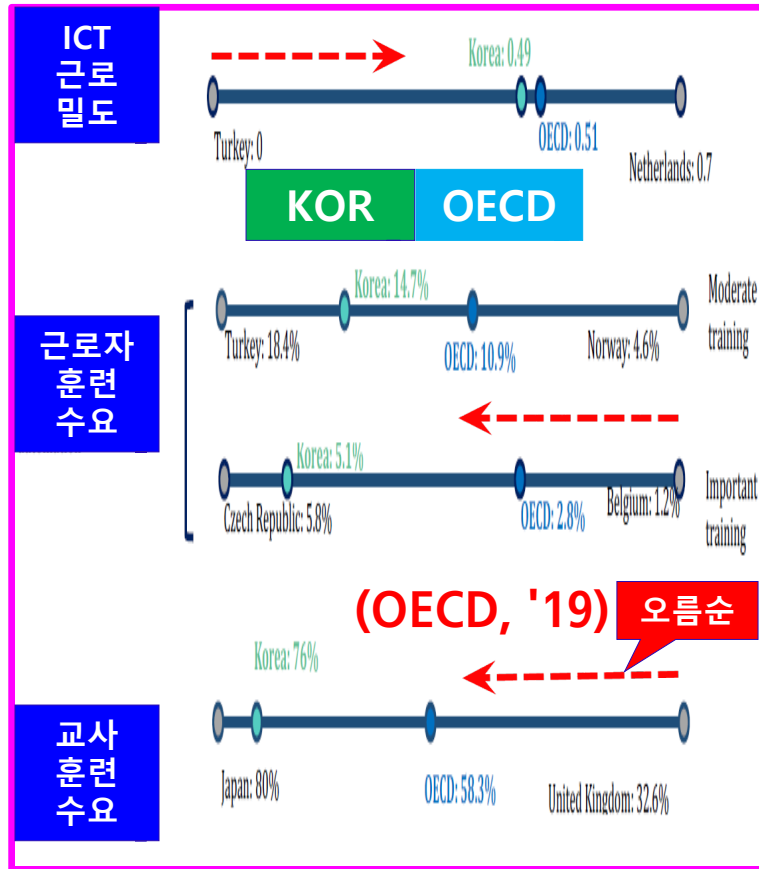 ICT
근로
밀도
Korea: 0.49
Turkey: 0
OECD: 0.51
Netherlands: 0.7
KOR
OECD
근로자
훈련
수요
Korea: 14.7%
Turkey: 18.4%
OECD: 10.9%
Norway: 4.6%
Moderate
training
Korea: 5.1%
Czech Republic: 5.8%
OECD: 2.8%
Belgium: 1.2%
Important
training
(OECD, '19)
오름순
교사
훈련
수요
Korea: 76%
Japan: 80%
OECD: 58.3%
United Kingdom: 32.6%